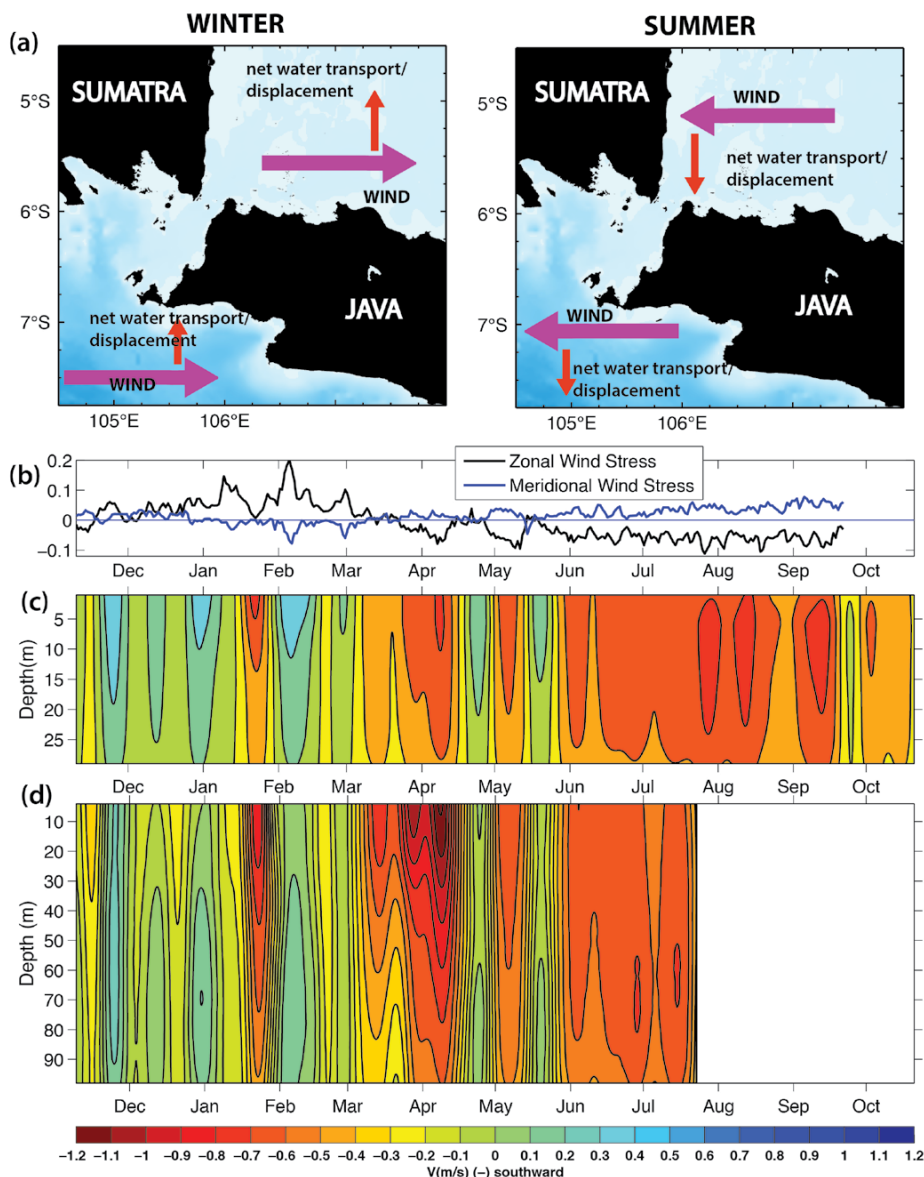 WINTER
SUMMER
(a)
SUMATRA
net water transport/
displacement
WIND
5°S
6°S
7°S
JAVA
net water transport/
displacement
WIND
105°E
106°E
SUMATRA
WIND
net water transport/
displacement
5°S
6°S
7°S
JAVA
WIND
net water transport/
displacement
105°E
106°E
(b)
Zonal Wind Stress
Meridional Wind Stress
0.2
0.1
0
−0.1
Dec Jan Feb Mar Apr May Jun Jul Aug Sep Oct
(c)
Depth(m)
5
10
15
20
25
Dec Jan Feb Mar Apr May Jun Jul Aug Sep Oct
(d)
Depth (m)
10
20
30
40
50
60
70
80
90
Dec Jan Feb Mar Apr May Jun Jul Aug Sep Oct
−1.2 −1.1 −1 −0.9 −0.8 −0.7 −0.6 −0.5 −0.4 −0.3 −0.2 −0.1 0 0.1 0.2 0.3 0.4 0.5 0.6 0.7 0.8 0.9 1 1.1 1.2
V(m/s) (−) southward